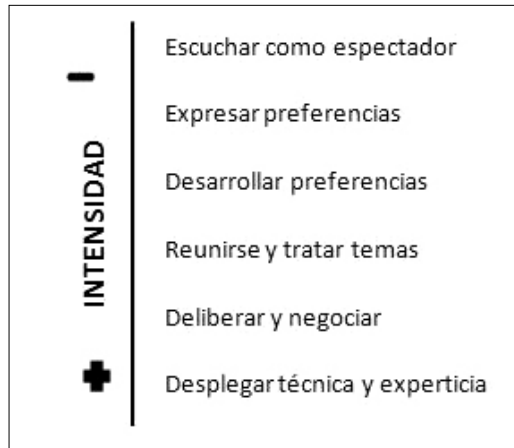 Escuchar como espectador
Expresar preferencias
Desarrollar preferencias
INTENSIDAD
Reunirse y tratar temas
Deliberar y negociar
Desplegar técnica y experticia